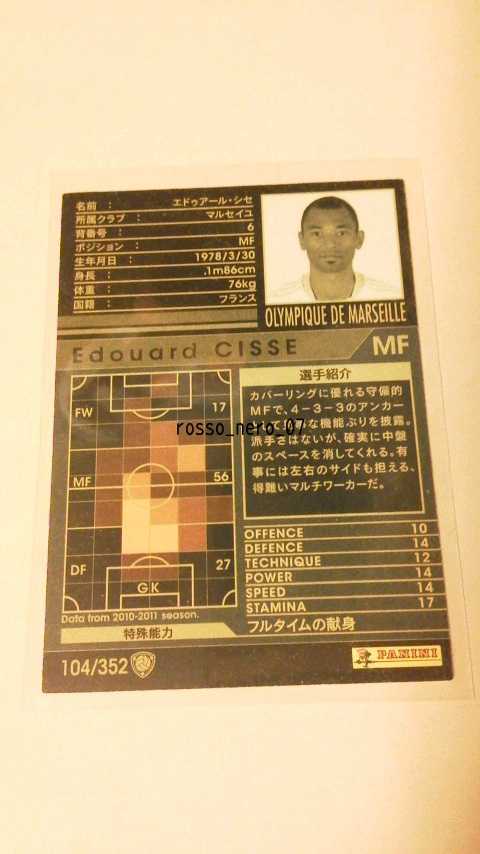 名前 : エドゥアール・シセ
所属クラブ : マルセイユ
背番号 : 6
ポジション : MF
生年月日 : 1978/3/30
身長 : 1m86cm
体重 : 76kg
国籍 : フランス
OLYMPIQUE DE MARSEILLE
Edouard CISSE MF
FW 17
MF 56
DF 27
GK
Data from 2010-2011 season.
選手紹介
カバーリングに優れる守備的
MFで、4-3-3のアンカー
な機能ぶりを披露。
派手さはないが、確実に中盤
のスペースを消してくれる。有
事には左右のサイドも担える、
得難いマルチワーカーだ。
rosso_nero_07
OFFENCE 10
DEFENCE 14
TECHNIQUE 12
POWER 14
SPEED 14
STAMINA 17
特殊能力 フルタイムの献身
104/352
PANINI